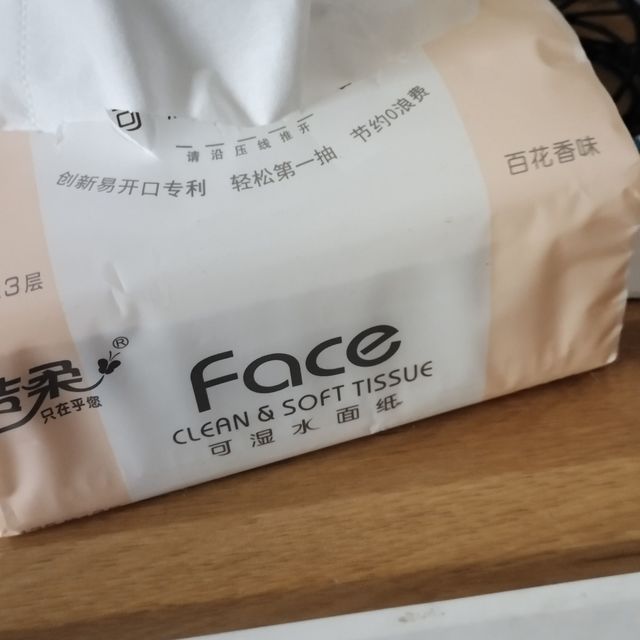 请沿压线推开
创新易开口专利 轻松第一抽 节约0浪费
百花香味
3层
洁柔®
只在乎您
Face
CLEAN & SOFT TISSUE
可湿水面纸